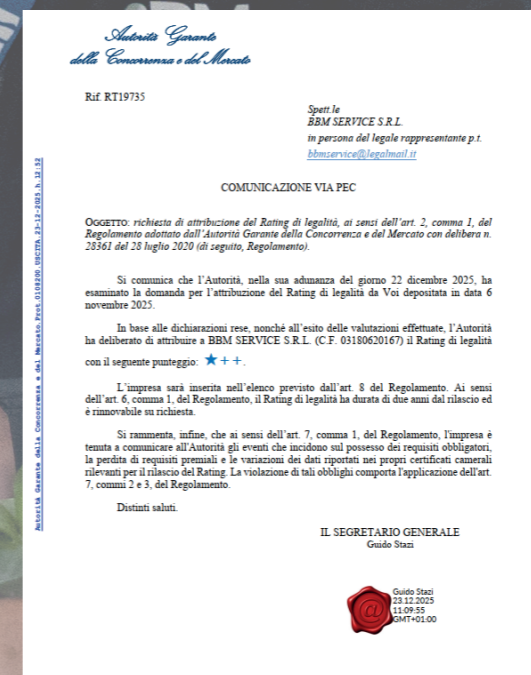 Autorità Garante
della Concorrenza e del Mercato
Rif. RT19735
Spett.le
BBM SERVICE S.R.L.
in persona del legale rappresentante p.t.
bbmservice@legalmail.it
COMUNICAZIONE VIA PEC
OGGETTO: richiesta di attribuzione del Rating di legalità, ai sensi dell'art. 2, comma 1, del
Regolamento adottato dall'Autorità Garante della Concorrenza e del Mercato con delibera n.
28361 del 28 luglio 2020 (di seguito, Regolamento).
Si comunica che l'Autorità, nella sua adunanza del giorno 22 dicembre 2025, ha
esaminato la domanda per l'attribuzione del Rating di legalità da Voi depositata in data 6
novembre 2025.
In base alle dichiarazioni rese, nonché all'esito delle valutazioni effettuate, l'Autorità
ha deliberato di attribuire a BBM SERVICE S.R.L. (C.F. 03180620167) il Rating di legalità
con il seguente punteggio: ★++.
L'impresa sarà inserita nell'elenco previsto dall'art. 8 del Regolamento. Ai sensi
dell'art. 6, comma 1, del Regolamento, il Rating di legalità ha durata di due anni dal rilascio ed
è rinnovabile su richiesta.
Si rammenta, infine, che ai sensi dell'art. 7, comma 1, del Regolamento, l'impresa è
tenuta a comunicare all'Autorità gli eventi che incidono sul possesso dei requisiti obbligatori,
la perdita di requisiti premiali e le variazioni dei dati riportati nei propri certificati camerali
rilevanti per il rilascio del Rating. La violazione di tali obblighi comporta l'applicazione dell'art.
7, commi 2 e 3, del Regolamento.
Distinti saluti.
IL SEGRETARIO GENERALE
Guido Stazi
Guido Stazi
23.12.2025
11:09:55
GMT+01:00
Autorità Garante della Concorrenza e del Mercato Prot.0108200 USCITA 23-12-2025 h.12:52